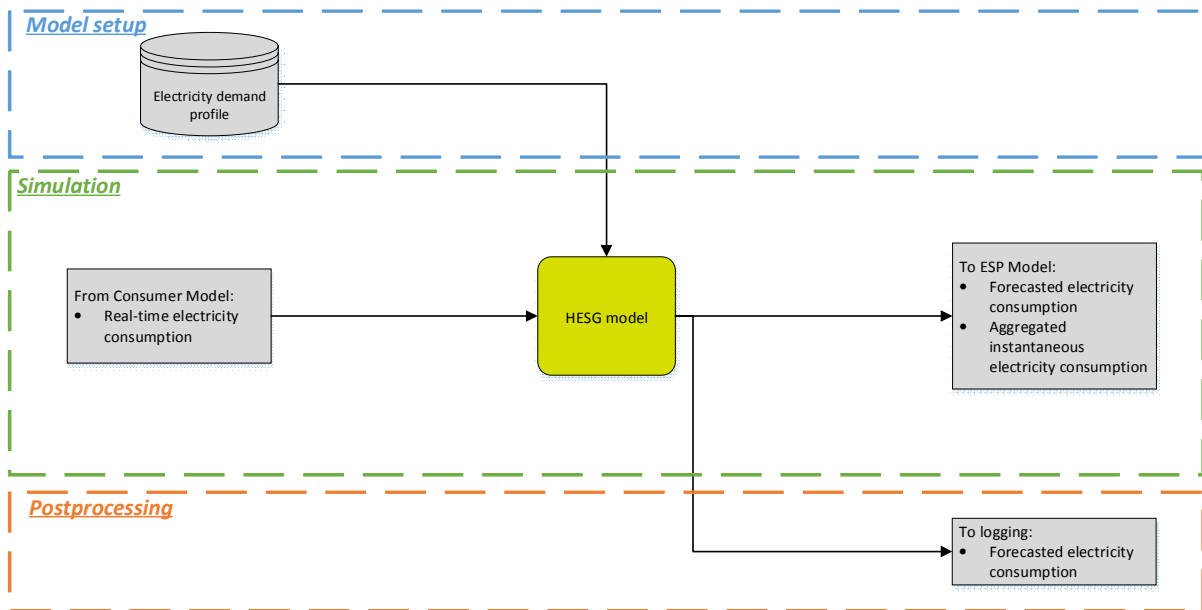 Model setup
Electricity demand
profile
Simulation
From Consumer Model:
• Real-time electricity
consumption
HESG model
To ESP Model:
• Forecasted electricity
consumption
• Aggregated
instantaneous
electricity consumption
Postprocessing
To logging:
• Forecasted electricity
consumption